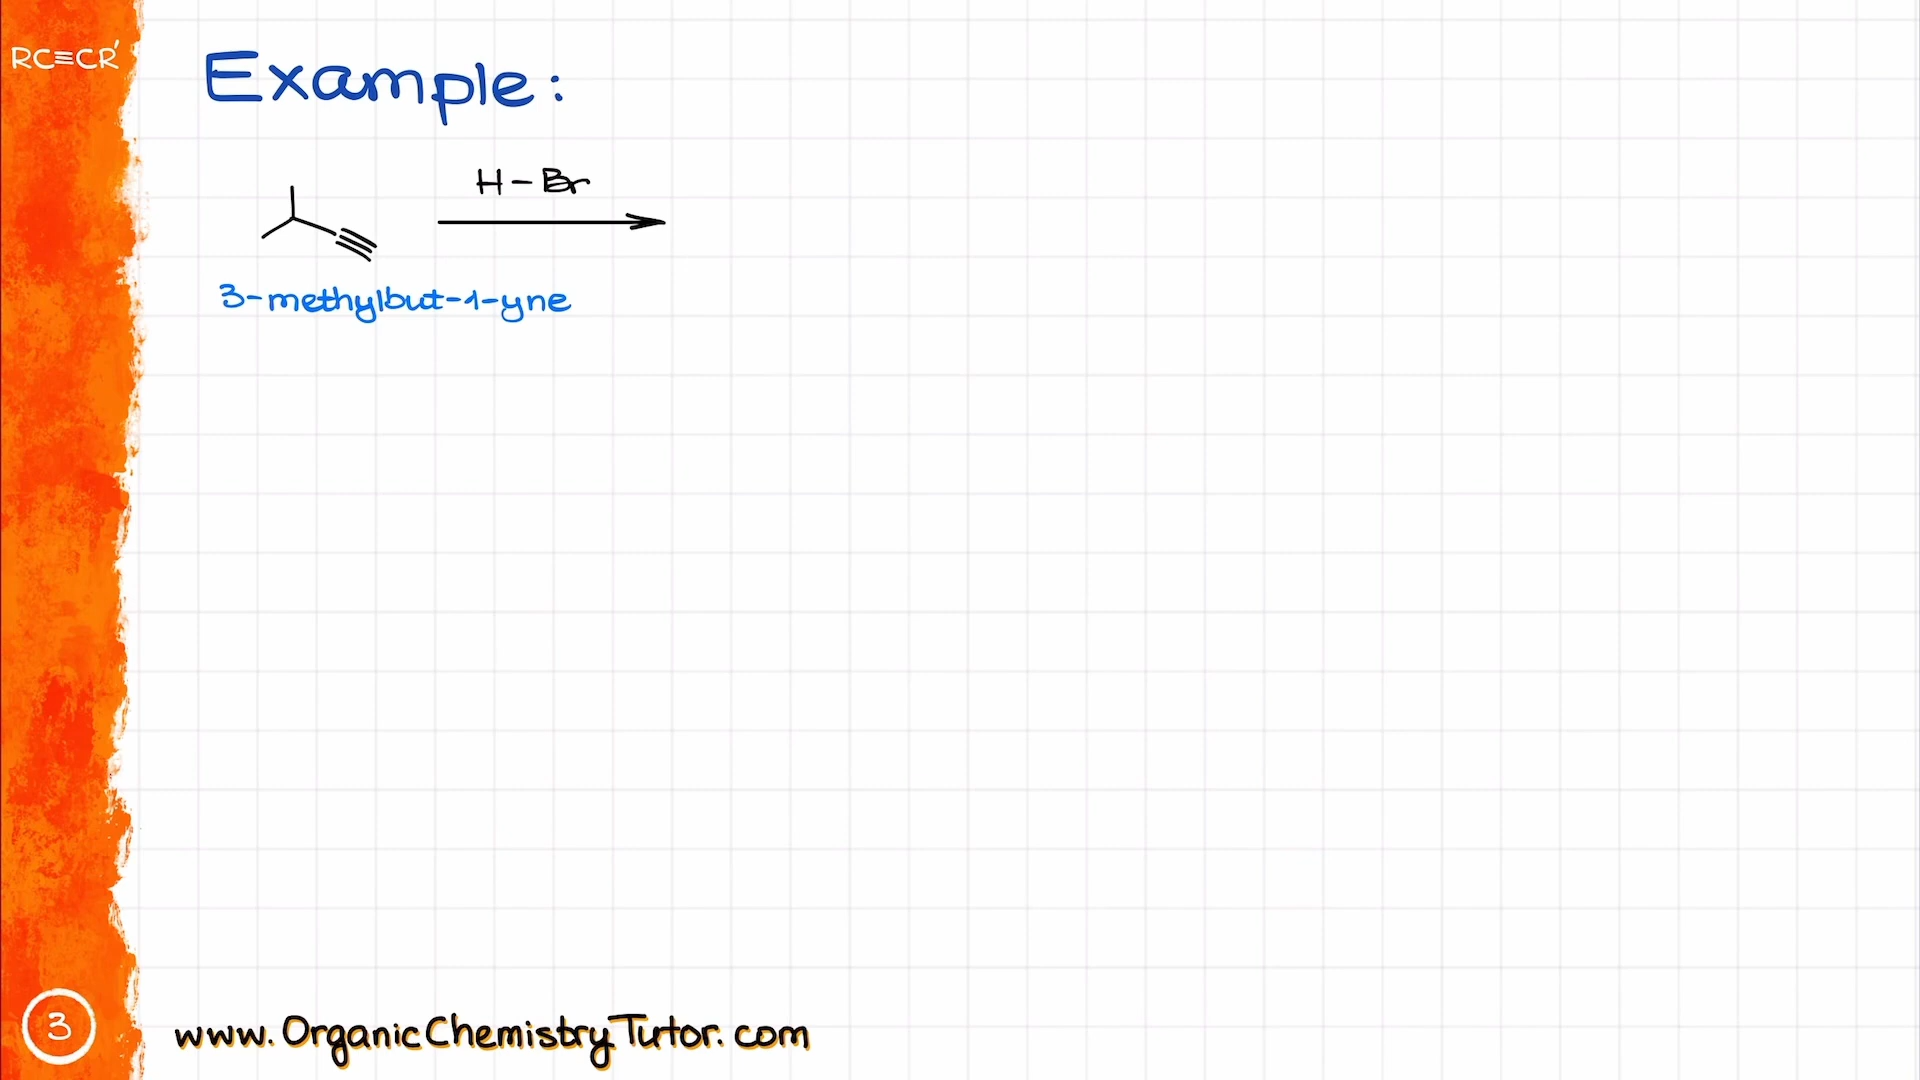 RC≡CR'
Example:
H-Br
3-methylbut-1-yne
3
www.OrganicChemistryTutor.com